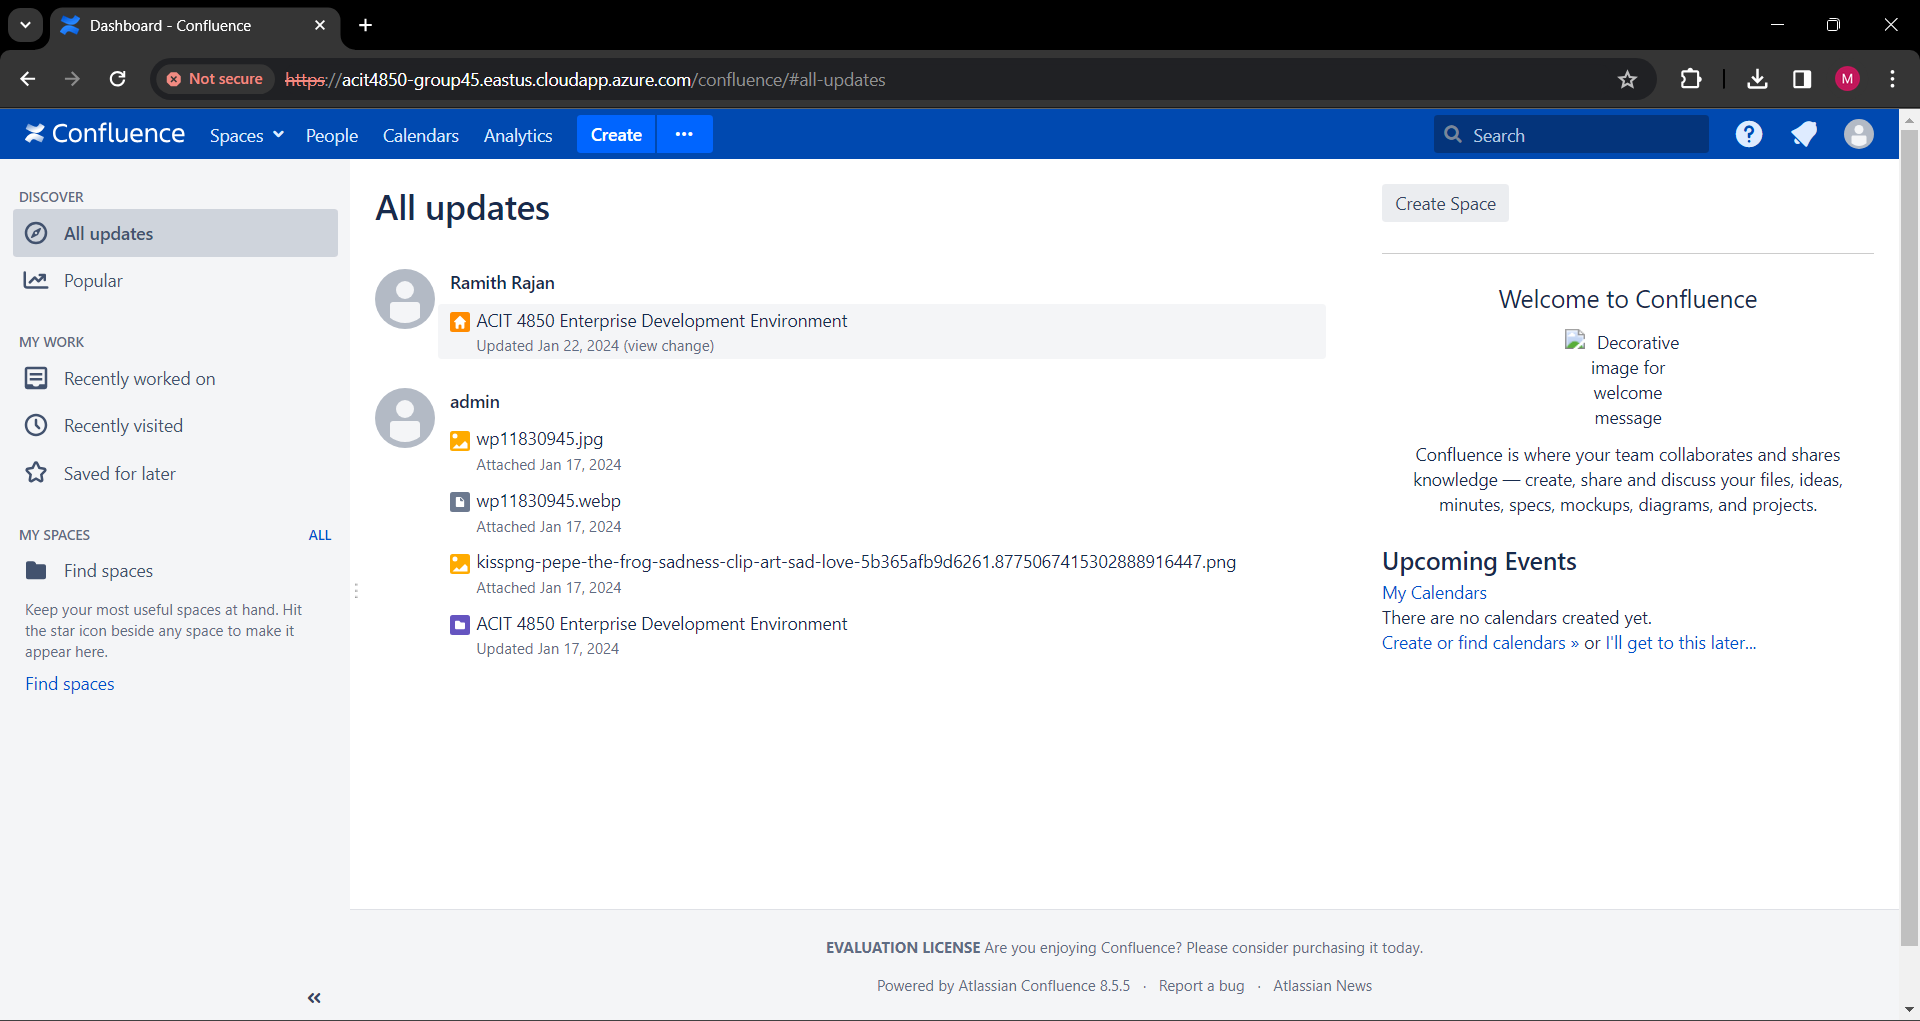 Dashboard - Confluence
Not secure
https://acit4850-group45.eastus.cloudapp.azure.com/confluence/#all-updates
M
Confluence
Spaces
People
Calendars
Analytics
Create
Search
DISCOVER
All updates
Popular
MY WORK
Recently worked on
Recently visited
Saved for later
MY SPACES
ALL
Find spaces
Keep your most useful spaces at hand. Hit
the star icon beside any space to make it
appear here.
Find spaces
All updates
Ramith Rajan
ACIT 4850 Enterprise Development Environment
Updated Jan 22, 2024 (view change)
admin
wp11830945.jpg
Attached Jan 17, 2024
wp11830945.webp
Attached Jan 17, 2024
kisspng-pepe-the-frog-sadness-clip-art-sad-love-5b365afb9d6261.8775067415302888916447.png
Attached Jan 17, 2024
ACIT 4850 Enterprise Development Environment
Updated Jan 17, 2024
Create Space
Welcome to Confluence
Decorative
image for
welcome
message
Confluence is where your team collaborates and shares
knowledge — create, share and discuss your files, ideas,
minutes, specs, mockups, diagrams, and projects.
Upcoming Events
My Calendars
There are no calendars created yet.
Create or find calendars » or I'll get to this later...
EVALUATION LICENSE Are you enjoying Confluence? Please consider purchasing it today.
Powered by Atlassian Confluence 8.5.5 · Report a bug · Atlassian News